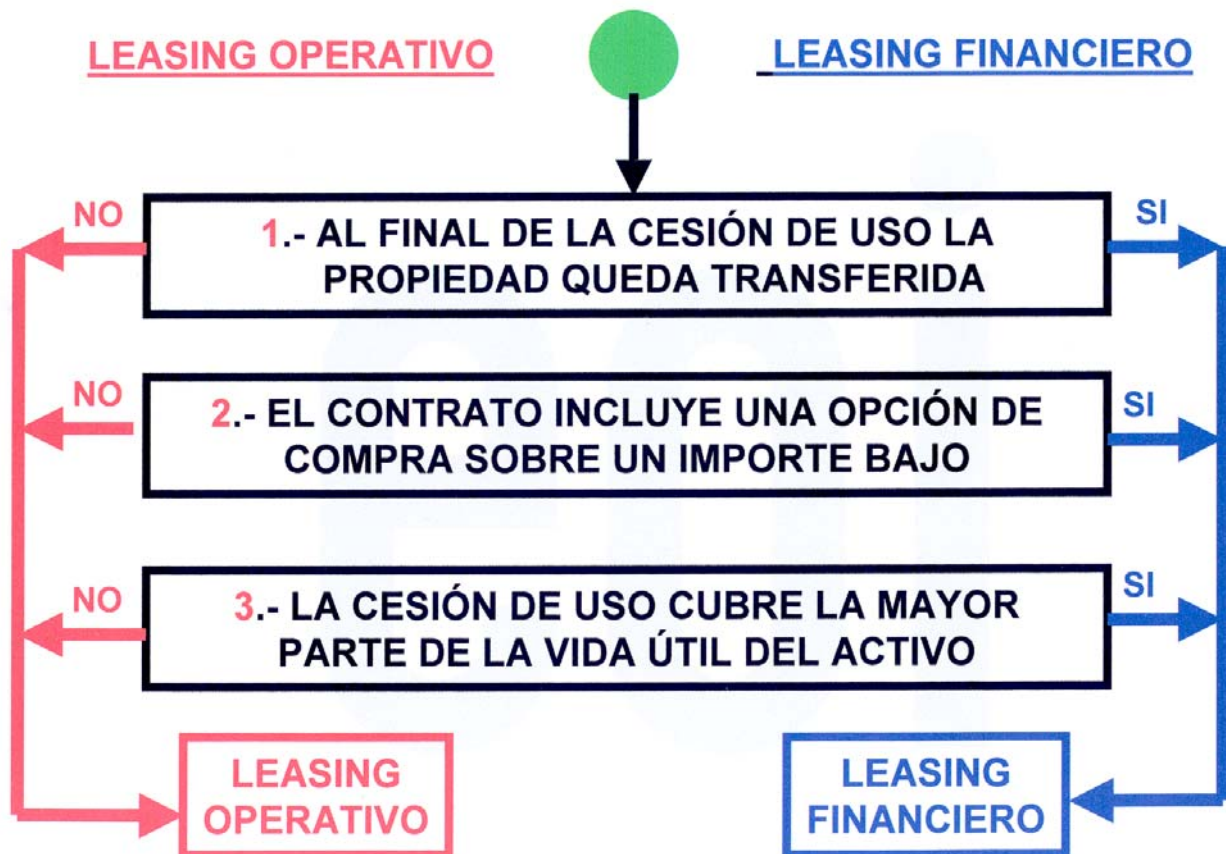 LEASING OPERATIVO
LEASING FINANCIERO
NO
1.- AL FINAL DE LA CESIÓN DE USO LA
PROPIEDAD QUEDA TRANSFERIDA
SI
NO
2.- EL CONTRATO INCLUYE UNA OPCIÓN DE
COMPRA SOBRE UN IMPORTE BAJO
SI
NO
3.- LA CESIÓN DE USO CUBRE LA MAYOR
PARTE DE LA VIDA ÚTIL DEL ACTIVO
SI
LEASING
OPERATIVO
LEASING
FINANCIERO
eoi